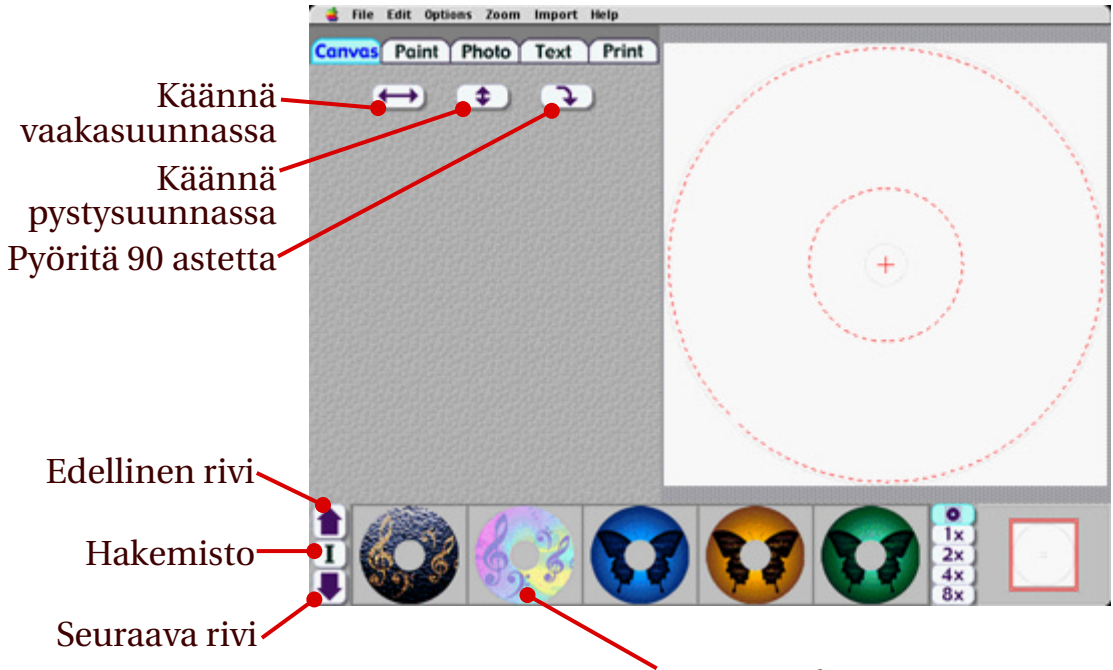 File Edit Options Zoom Import Help
Canvas Paint Photo Text Print
Käännä
vaakasuunnassa
Käännä
pystysuunnassa
Pyöritä 90 astetta
Edellinen rivi
Hakemisto
I
Seuraava rivi
1x
2x
4x
8x